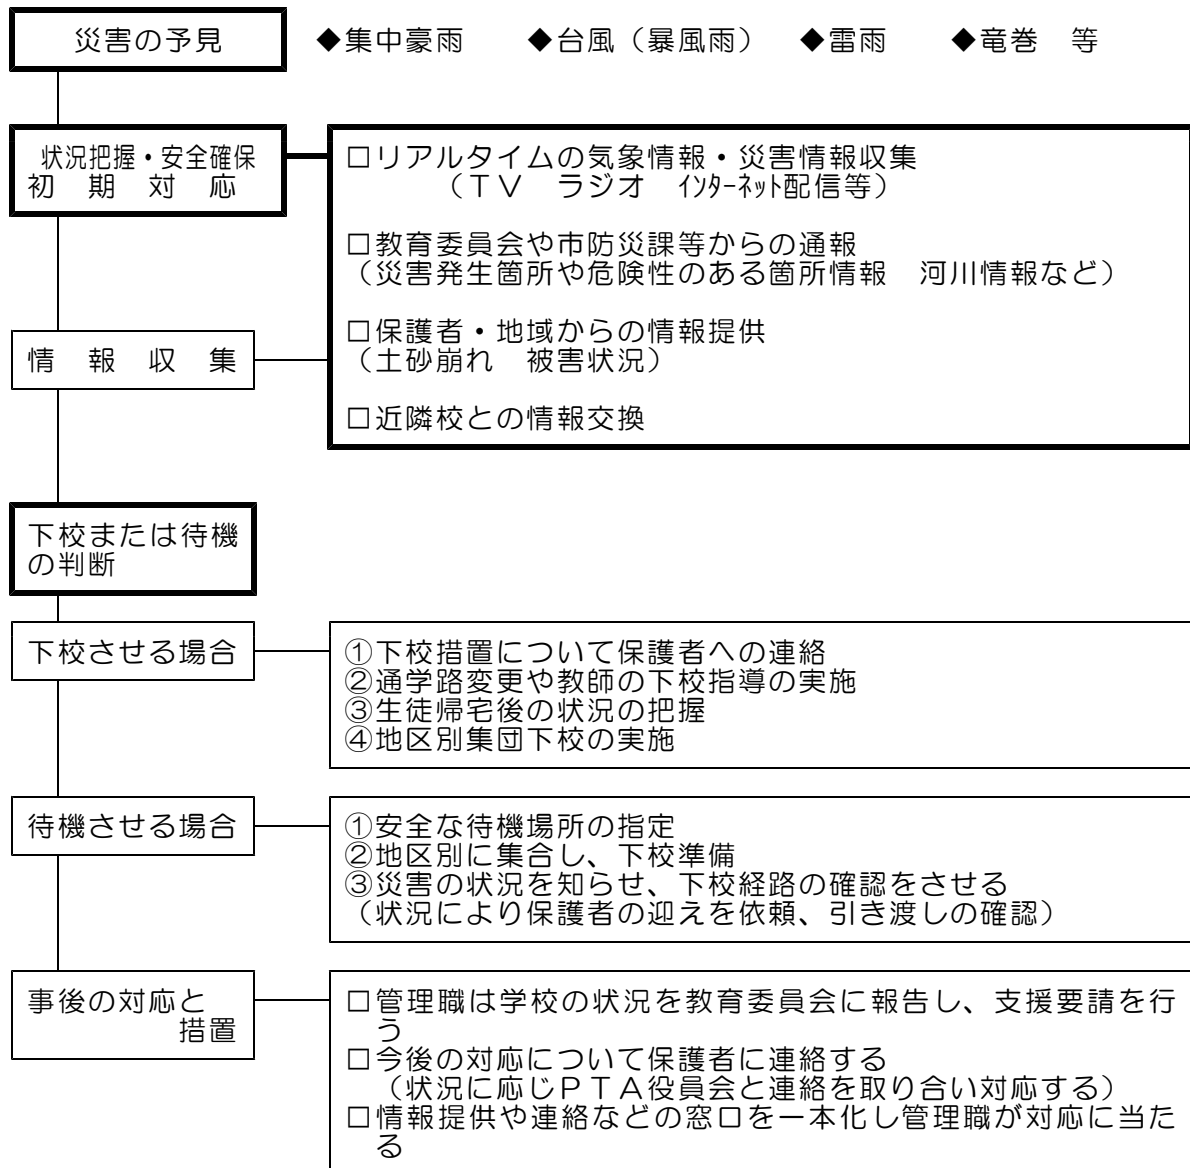 災害の予見　◆集中豪雨　◆台風（暴風雨）　◆雷雨　◆竜巻　等
状況把握・安全確保
初　期　対　応
□リアルタイムの気象情報・災害情報収集
（ＴＶ　ラジオ　ｲﾝﾀｰﾈｯﾄ配信等）
□教育委員会や市防災課等からの通報
（災害発生箇所や危険性のある箇所情報　河川情報など）
□保護者・地域からの情報提供
（土砂崩れ　被害状況）
□近隣校との情報交換
情　報　収　集
下校または待機
の判断
下校させる場合
①下校措置について保護者への連絡
②通学路変更や教師の下校指導の実施
③生徒帰宅後の状況の把握
④地区別集団下校の実施
待機させる場合
①安全な待機場所の指定
②地区別に集合し、下校準備
③災害の状況を知らせ、下校経路の確認をさせる
（状況により保護者の迎えを依頼、引き渡しの確認）
事後の対応と
措置
□管理職は学校の状況を教育委員会に報告し、支援要請を行
う
□今後の対応について保護者に連絡する
（状況に応じＰＴＡ役員会と連絡を取り合い対応する）
□情報提供や連絡などの窓口を一本化し管理職が対応に当た
る